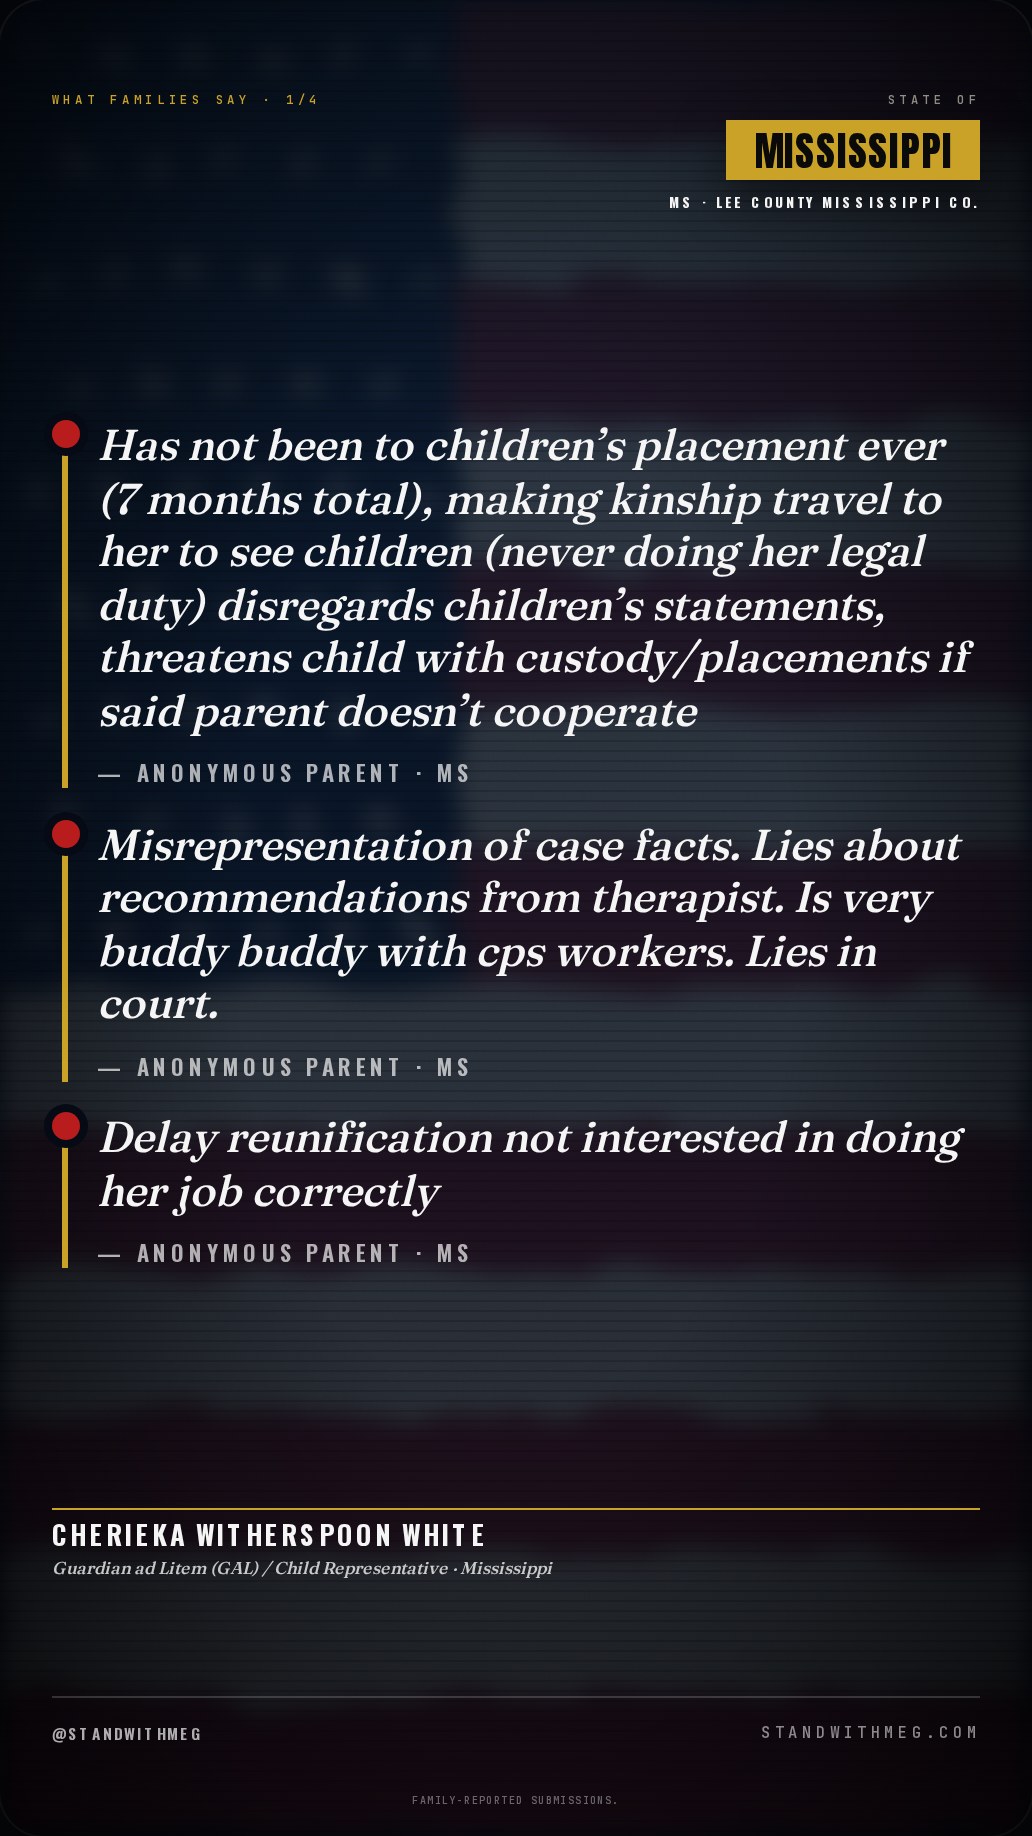 WHAT FAMILIES SAY · 1/4
STATE OF
MISSISSIPPI
MS · LEE COUNTY MISSISSIPPI CO.
Has not been to children’s placement ever
(7 months total), making kinship travel to
her to see children (never doing her legal
duty) disregards children’s statements,
threatens child with custody/placements if
said parent doesn’t cooperate
— ANONYMOUS PARENT · MS
Misrepresentation of case facts. Lies about
recommendations from therapist. Is very
buddy buddy with cps workers. Lies in
court.
— ANONYMOUS PARENT · MS
Delay reunification not interested in doing
her job correctly
— ANONYMOUS PARENT · MS
CHERIEKA WITHERSPOON WHITE
Guardian ad Litem (GAL) / Child Representative · Mississippi
@STANDWITHMEG
STANDWITHMEG.COM
FAMILY-REPORTED SUBMISSIONS.